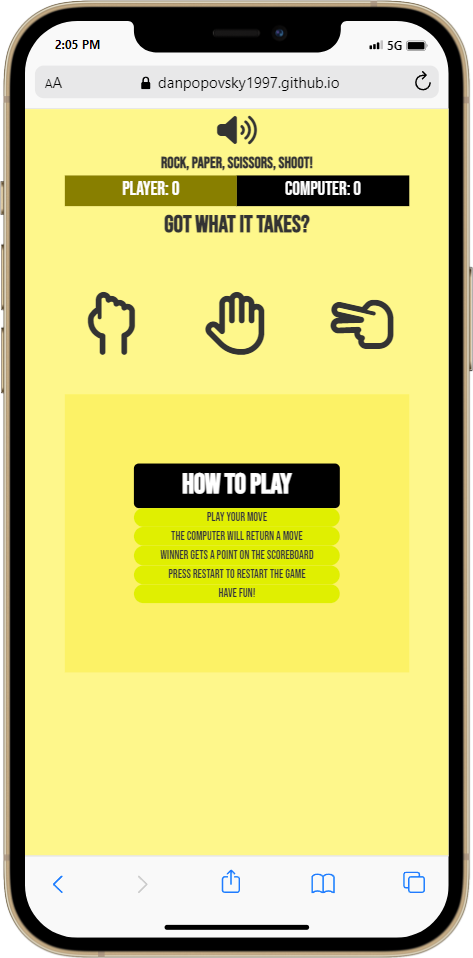 2:05 PM 5G
AA danpopovsky1997.github.io
ROCK, PAPER, SCISSORS, SHOOT!
PLAYER: 0 COMPUTER: 0
GOT WHAT IT TAKES?
HOW TO PLAY
PLAY YOUR MOVE
THE COMPUTER WILL RETURN A MOVE
WINNER GETS A POINT ON THE SCOREBOARD
PRESS RESTART TO RESTART THE GAME
HAVE FUN!